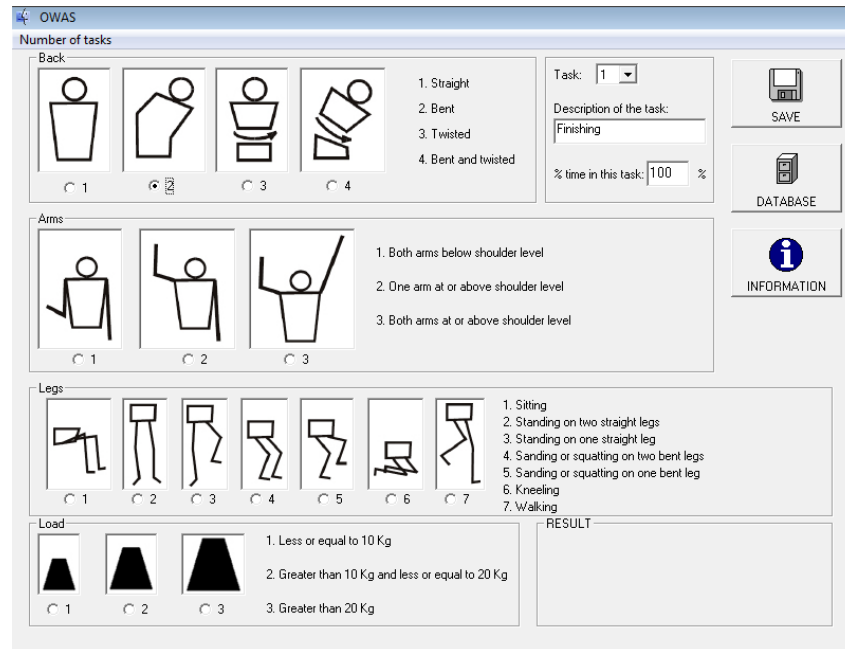 OWAS
Number of tasks
Back
1. Straight
2. Bent
3. Twisted
4. Bent and twisted
1 2 3 4
Task: 1
Description of the task:
Finishing
% time in this task: 100 %
SAVE
DATABASE
INFORMATION
Arms
1. Both arms below shoulder level
2. One arm at or above shoulder level
3. Both arms at or above shoulder level
1 2 3
Legs
1. Sitting
2. Standing on two straight legs
3. Standing on one straight leg
4. Sanding or squatting on two bent legs
5. Sanding or squatting on one bent leg
6. Kneeling
7. Walking
1 2 3 4 5 6 7
Load
1. Less or equal to 10 Kg
2. Greater than 10 Kg and less or equal to 20 Kg
3. Greater than 20 Kg
1 2 3
RESULT